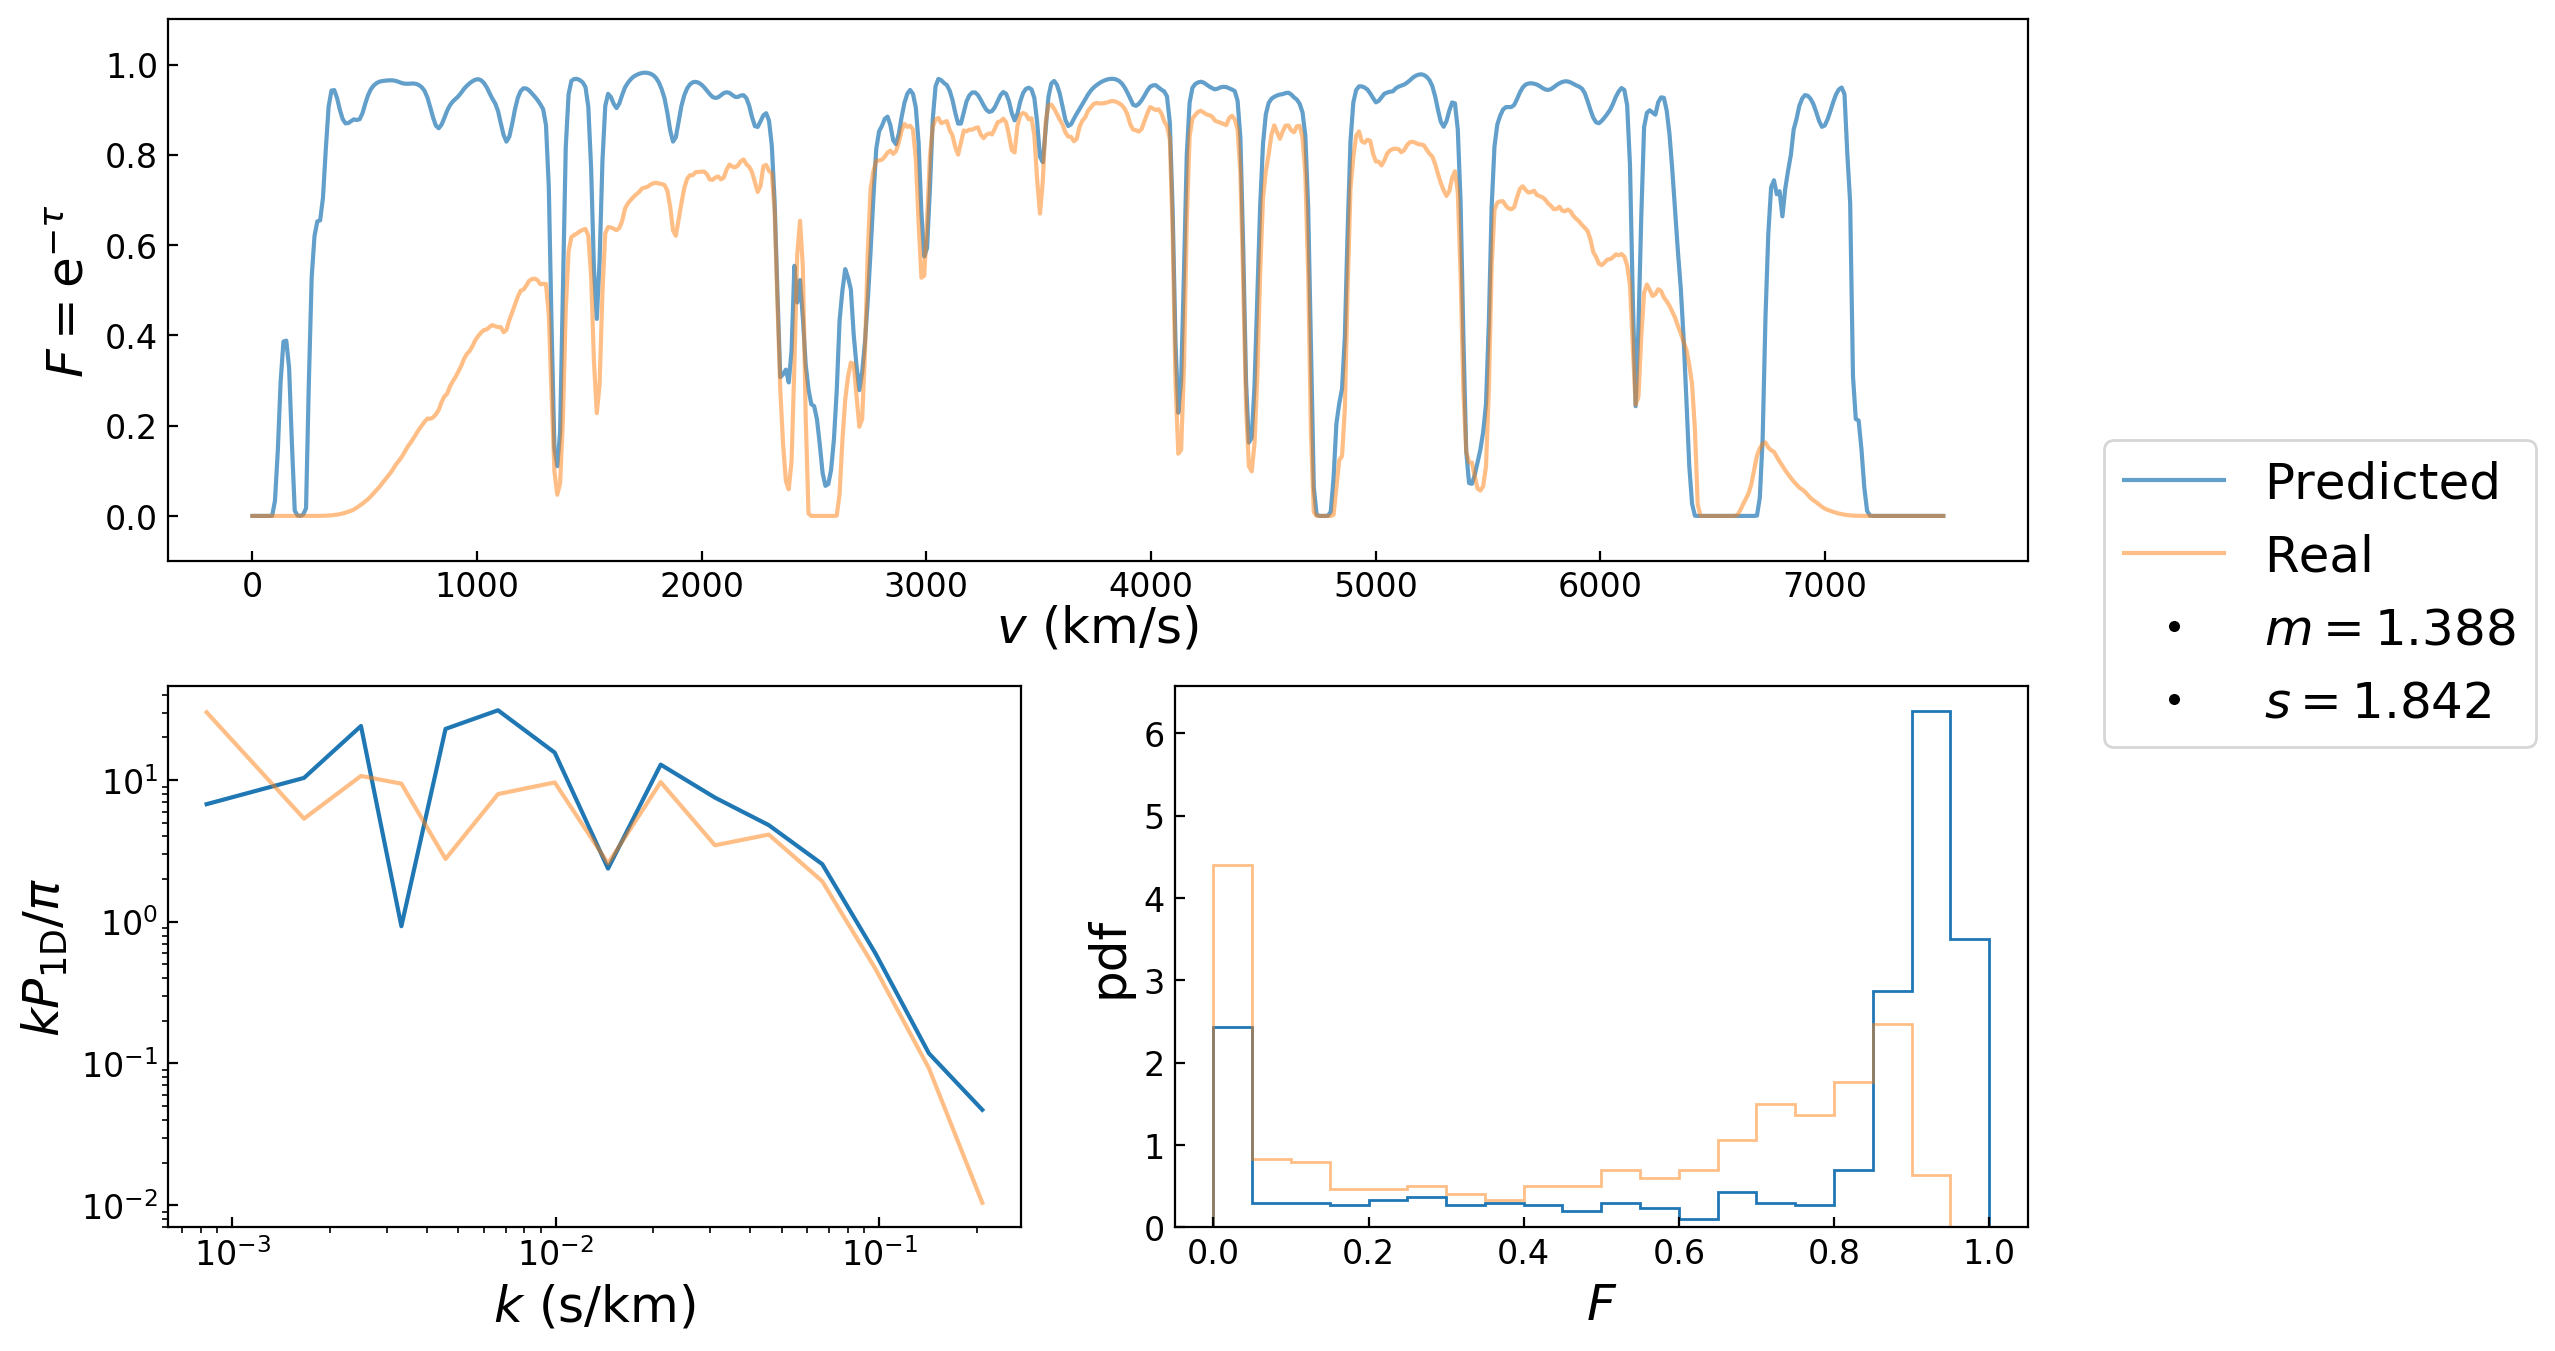 1.0
0.8
0.6
0.4
0.2
0.0
F = e^{−τ}
0 1000 2000 3000 4000 5000 6000 7000
v (km/s)
Predicted
Real
m = 1.388
s = 1.842
10^1
10^0
10^{−1}
10^{−2}
kP_{1D}/π
10^{−3} 10^{−2} 10^{−1}
k (s/km)
6
5
4
3
2
1
0
pdf
0.0 0.2 0.4 0.6 0.8 1.0
F